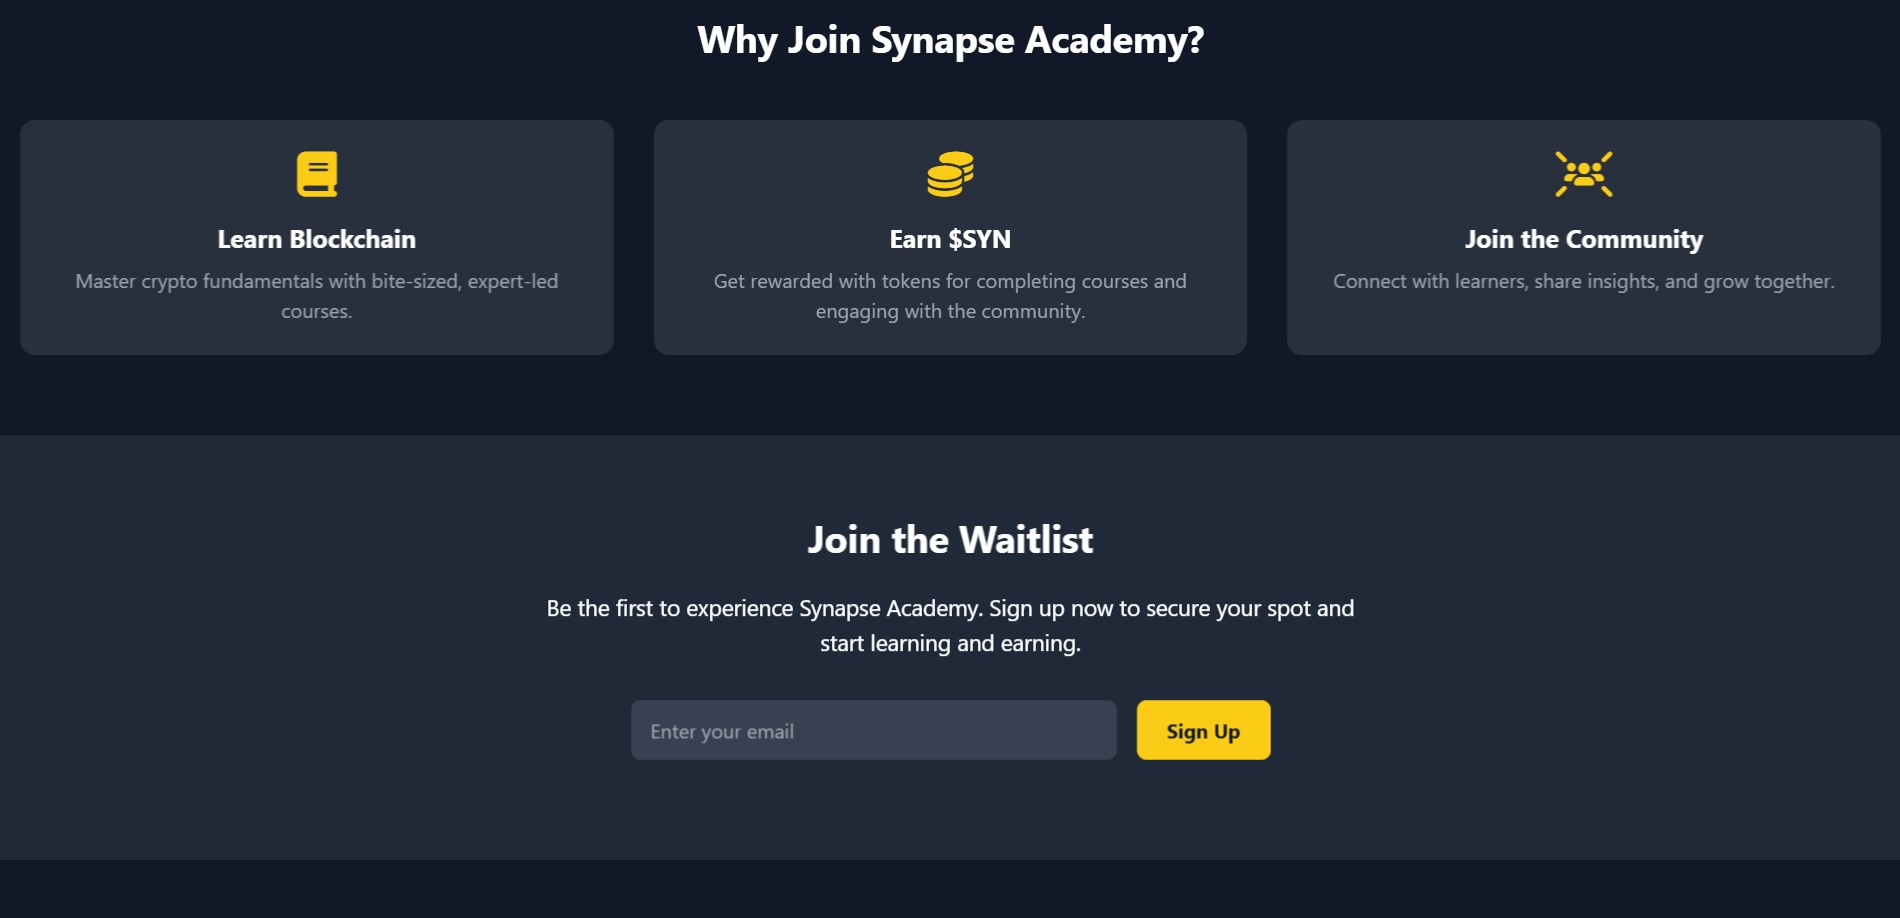 Why Join Synapse Academy?
Learn Blockchain
Master crypto fundamentals with bite-sized, expert-led
courses.
Earn $SYN
Get rewarded with tokens for completing courses and
engaging with the community.
Join the Community
Connect with learners, share insights, and grow together.
Join the Waitlist
Be the first to experience Synapse Academy. Sign up now to secure your spot and
start learning and earning.
Enter your email
Sign Up